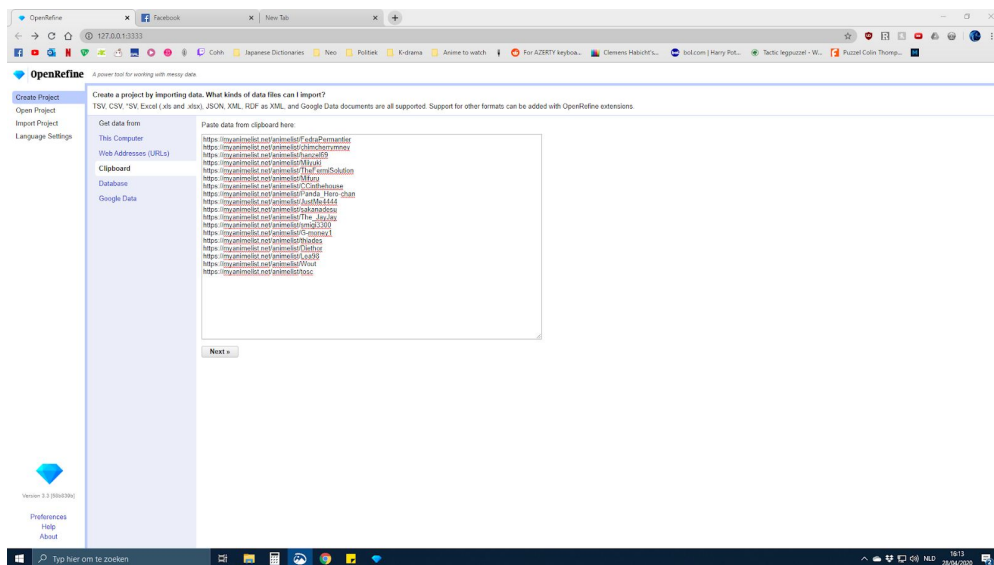 OpenRefine
Facebook
New Tab
127.0.0.1:3333
Cohh
Japanese Dictionaries
Neo
Politiek
K-drama
Anime to watch
For AZERTY keyboa...
Clemens Habicht's...
bol.com | Harry Pot...
Tactic legpuzzel - W...
Puzzel Colin Thomp...
OpenRefine A power tool for working with messy data.
Create Project
Open Project
Import Project
Language Settings
Create a project by importing data. What kinds of data files can I import?
TSV, CSV, *SV, Excel (.xls and .xlsx), JSON, XML, RDF as XML, and Google Data documents are all supported. Support for other formats can be added with OpenRefine extensions.
Get data from
This Computer
Web Addresses (URLs)
Clipboard
Database
Google Data
Paste data from clipboard here:
https://myanimelist.net/animelist/FedraPermantier
https://myanimelist.net/animelist/chimcherrymney
https://myanimelist.net/animelist/hanzel69
https://myanimelist.net/animelist/Miiyuki
https://myanimelist.net/animelist/TheFermiSolution
https://myanimelist.net/animelist/Mifuru
https://myanimelist.net/animelist/CCinthehouse
https://myanimelist.net/animelist/Panda_Hero-chan
https://myanimelist.net/animelist/JustMe4444
https://myanimelist.net/animelist/sakanadesu
https://myanimelist.net/animelist/The_JayJay
https://myanimelist.net/animelist/smigl3300
https://myanimelist.net/animelist/G-money1
https://myanimelist.net/animelist/thjades
https://myanimelist.net/animelist/Diethor
https://myanimelist.net/animelist/Lea96
https://myanimelist.net/animelist/Wout
https://myanimelist.net/animelist/tosc
Next »
Version 3.3
Preferences
Help
About
Typ hier om te zoeken
NLD
16:13
28/04/2020